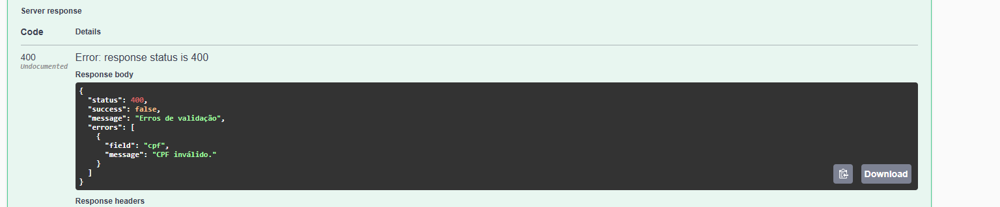 Server response
Code Details
400 Error: response status is 400
Undocumented
Response body
{
  "status": 400,
  "success": false,
  "message": "Erros de validação",
  "errors": [
    {
      "field": "cpf",
      "message": "CPF inválido."
    }
  ]
}
Download
Response headers